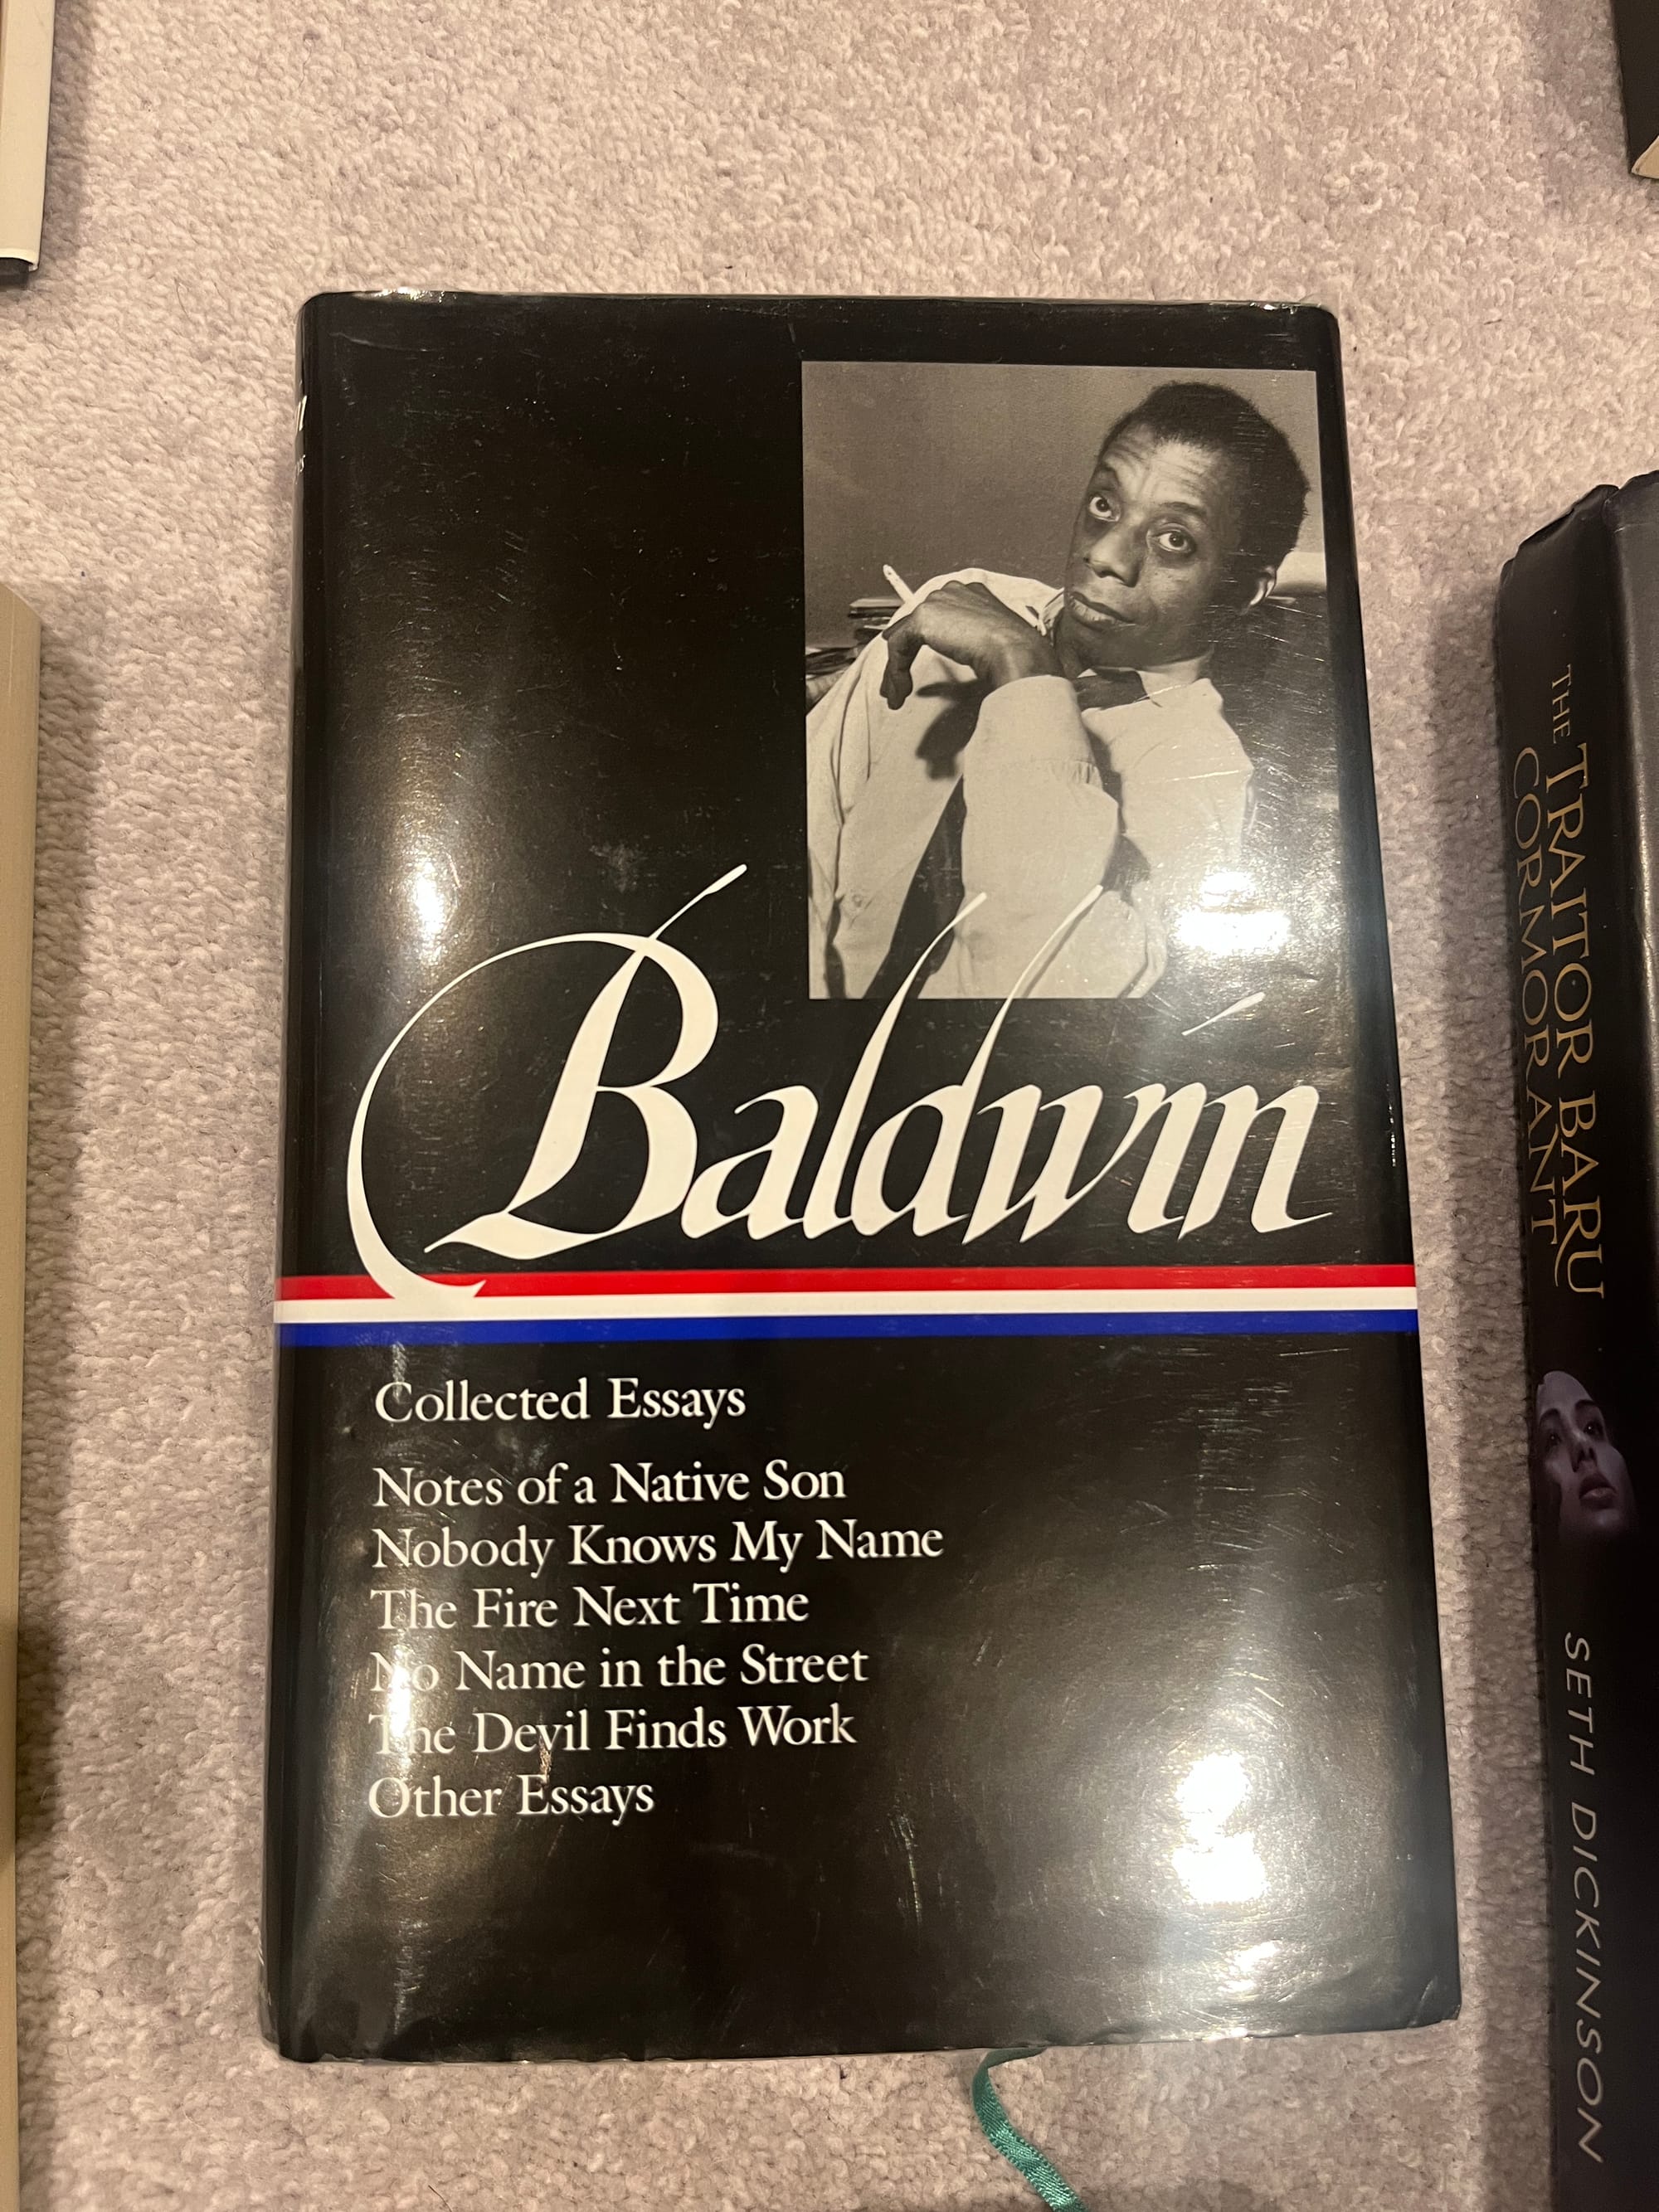 Baldwin
Collected Essays
Notes of a Native Son
Nobody Knows My Name
The Fire Next Time
No Name in the Street
The Devil Finds Work
Other Essays
THE TRAITOR BARU
CORMORANT
SETH DICKINSON